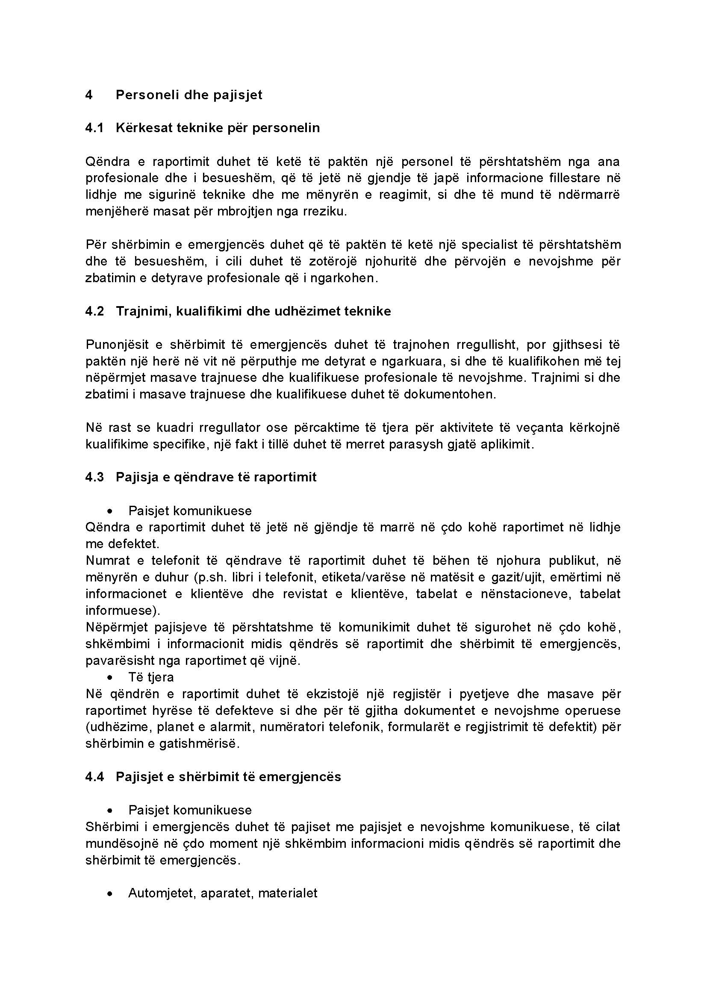 4 Personeli dhe pajisjet
4.1 Kërkesat teknike për personelin
Qëndra e raportimit duhet të ketë të paktën një personel të përshtatshëm nga ana
profesionale dhe i besueshëm, që të jetë në gjendje të japë informacione fillestare në
lidhje me sigurinë teknike dhe me mënyrën e reagimit, si dhe të mund të ndërmarrë
menjëherë masat për mbrojtjen nga rreziku.
Për shërbimin e emergjencës duhet që të paktën të ketë një specialist të përshtatshëm
dhe të besueshëm, i cili duhet të zotërojë njohuritë dhe përvojën e nevojshme për
zbatimin e detyrave profesionale që i ngarkohen.
4.2 Trajnimi, kualifikimi dhe udhëzimet teknike
Punonjësit e shërbimit të emergjencës duhet të trajnohen rregullisht, por gjithsesi të
paktën një herë në vit në përputhje me detyrat e ngarkuara, si dhe të kualifikohen më tej
nëpërmjet masave trajnuese dhe kualifikuese profesionale të nevojshme. Trajnimi si dhe
zbatimi i masave trajnuese dhe kualifikuese duhet të dokumentohen.
Në rast se kuadri rregullator ose përcaktime të tjera për aktivitete të veçanta kërkojnë
kualifikime specifike, një fakt i tillë duhet të merret parasysh gjatë aplikimit.
4.3 Pajisja e qëndrave të raportimit
• Paisjet komunikuese
Qëndra e raportimit duhet të jetë në gjëndje të marrë në çdo kohë raportimet në lidhje
me defektet.
Numrat e telefonit të qëndrave të raportimit duhet të bëhen të njohura publikut, në
mënyrën e duhur (p.sh. libri i telefonit, etiketa/varëse në matësit e gazit/ujit, emërtimi në
informacionet e klientëve dhe revistat e klientëve, tabelat e nënstacioneve, tabelat
informuese).
Nëpërmjet pajisjeve të përshtatshme të komunikimit duhet të sigurohet në çdo kohë,
shkëmbimi i informacionit midis qëndrës së raportimit dhe shërbimit të emergjencës,
pavarësisht nga raportimet që vijnë.
• Të tjera
Në qëndrën e raportimit duhet të ekzistojë një regjistër i pyetjeve dhe masave për
raportimet hyrëse të defekteve si dhe për të gjitha dokumentet e nevojshme operuese
(udhëzime, planet e alarmit, numëratori telefonik, formularët e regjistrimit të defektit) për
shërbimin e gatishmërisë.
4.4 Pajisjet e shërbimit të emergjencës
• Paisjet komunikuese
Shërbimi i emergjencës duhet të pajiset me pajisjet e nevojshme komunikuese, të cilat
mundësojnë në çdo moment një shkëmbim informacioni midis qëndrës së raportimit dhe
shërbimit të emergjencës.
• Automjetet, aparatet, materialet